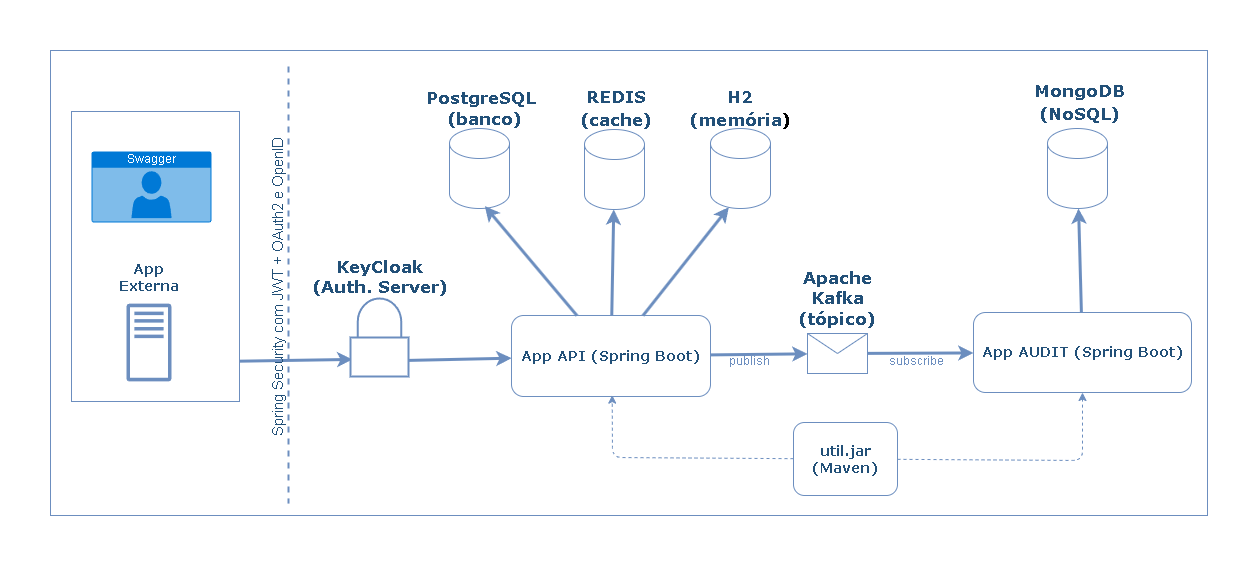 Swagger
App
Externa
Spring Security com JWT + OAuth2 e OpenID
KeyCloak
(Auth. Server)
PostgreSQL
(banco)
REDIS
(cache)
H2
(memória)
MongoDB
(NoSQL)
App API (Spring Boot)
publish
Apache
Kafka
(tópico)
subscribe
App AUDIT (Spring Boot)
util.jar
(Maven)